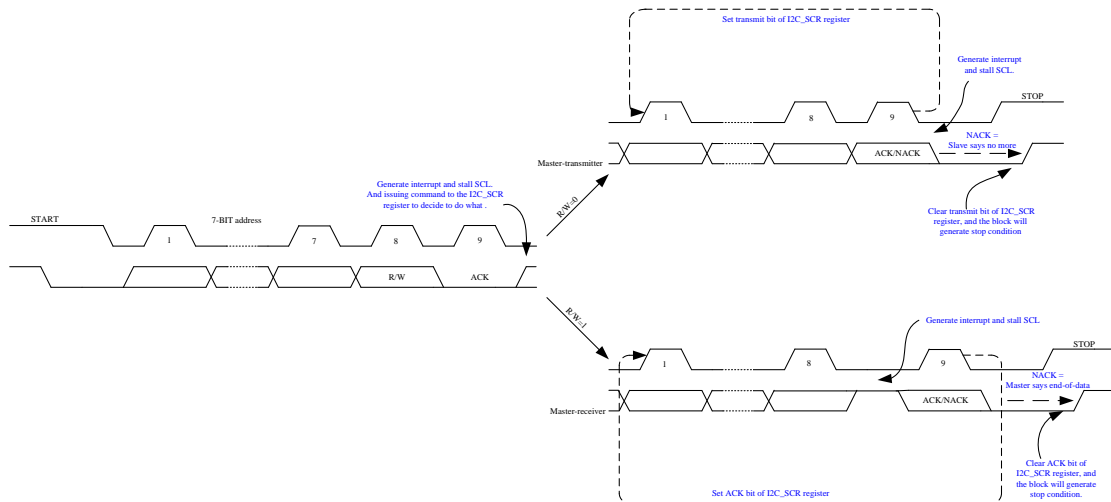 Set transmit bit of I2C_SCR register
Generate interrupt
and stall SCL.
STOP
1
8
9
NACK =
Slave says no more
Master-transmitter
ACK/NACK
Generate interrupt and stall SCL.
And issuing command to the I2C_SCR
register to decide to do what .
R/W=0
Clear transmit bit of I2C_SCR
register, and the block will
generate stop condition
START
7-BIT address
1
7
8
9
R/W
ACK
R/W=1
Generate interrupt and stall SCL
STOP
1
8
9
NACK =
Master says end-of-data
Master-receiver
ACK/NACK
Clear ACK bit of
I2C_SCR register, and
the block will generate
stop condition.
Set ACK bit of I2C_SCR register